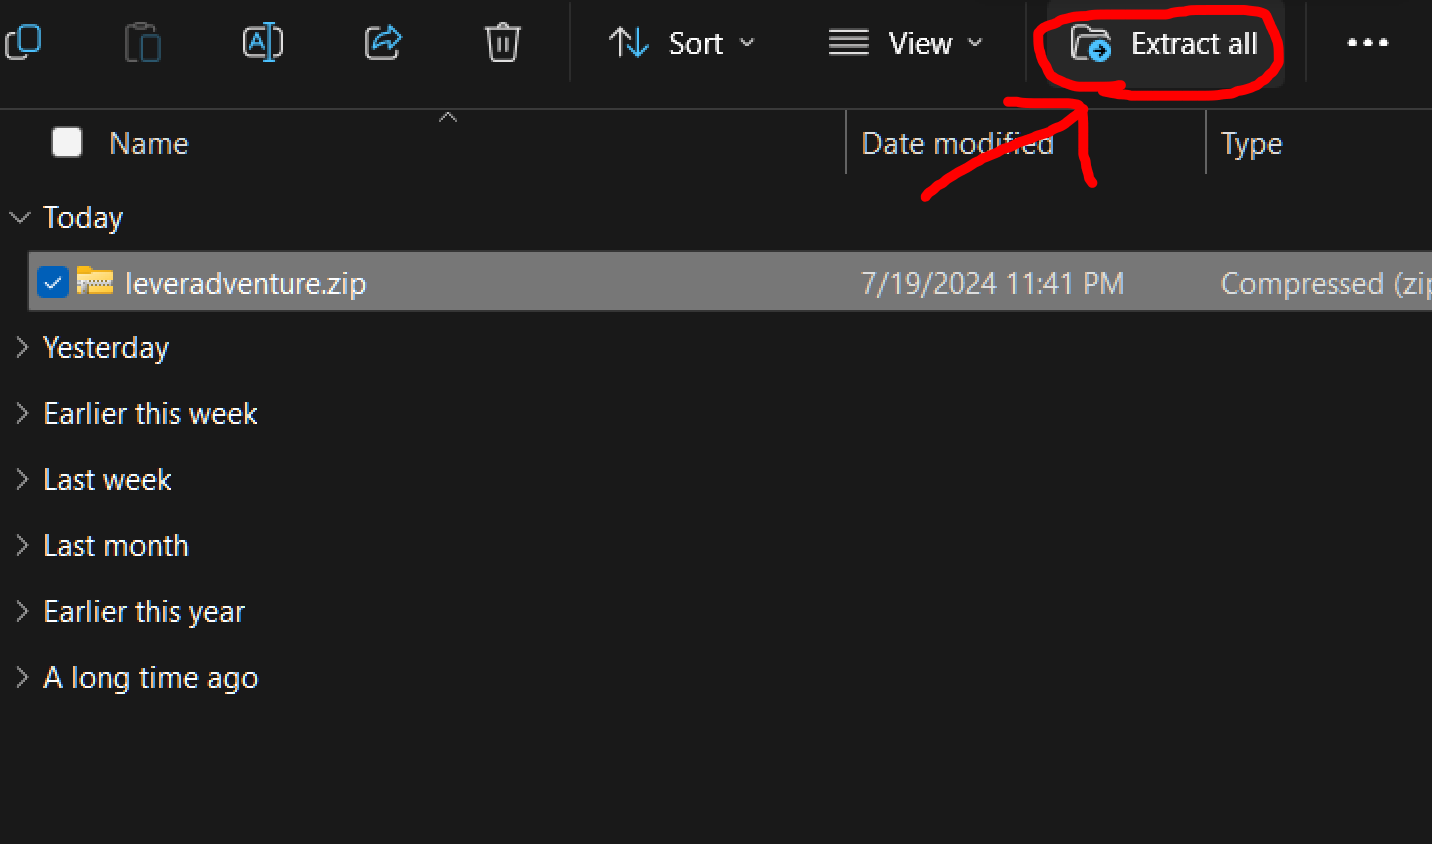 Sort View Extract all
Name Date modified Type
Today
leveradventure.zip 7/19/2024 11:41 PM Compressed (zip
Yesterday
Earlier this week
Last week
Last month
Earlier this year
A long time ago